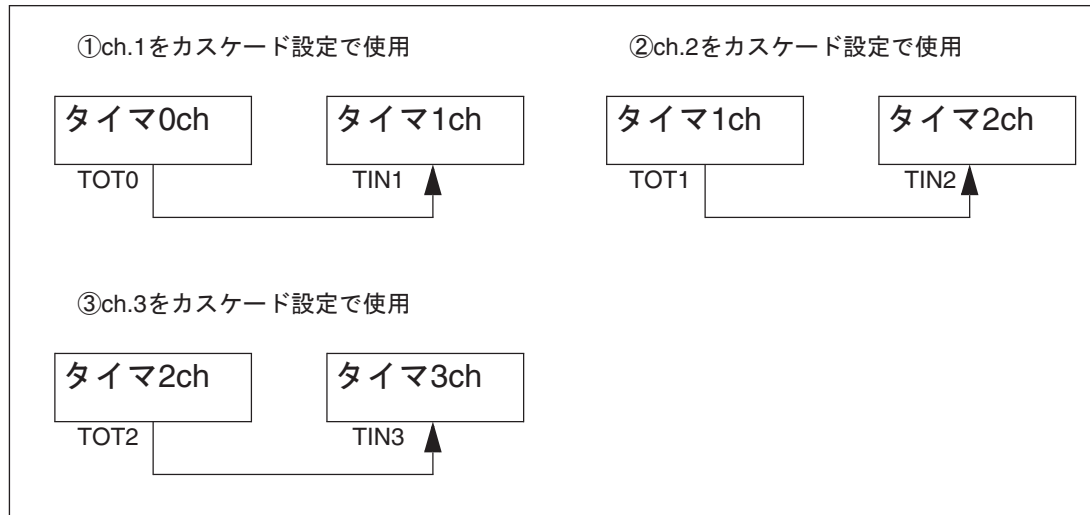 ①ch.1をカスケード設定で使用
タイマ0ch
タイマ1ch
TOT0
TIN1
②ch.2をカスケード設定で使用
タイマ1ch
タイマ2ch
TOT1
TIN2
③ch.3をカスケード設定で使用
タイマ2ch
タイマ3ch
TOT2
TIN3